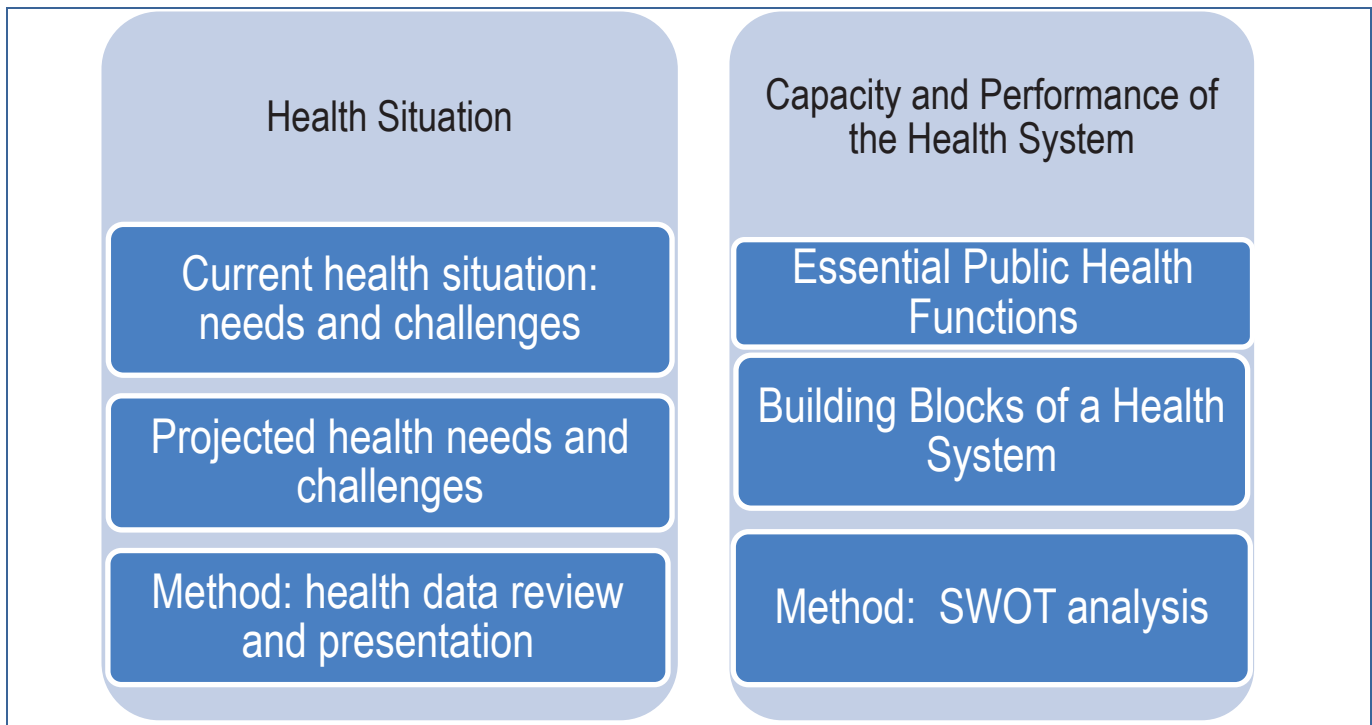 Health Situation
Current health situation:
needs and challenges
Projected health needs and
challenges
Method: health data review
and presentation
Capacity and Performance of
the Health System
Essential Public Health
Functions
Building Blocks of a Health
System
Method:  SWOT analysis